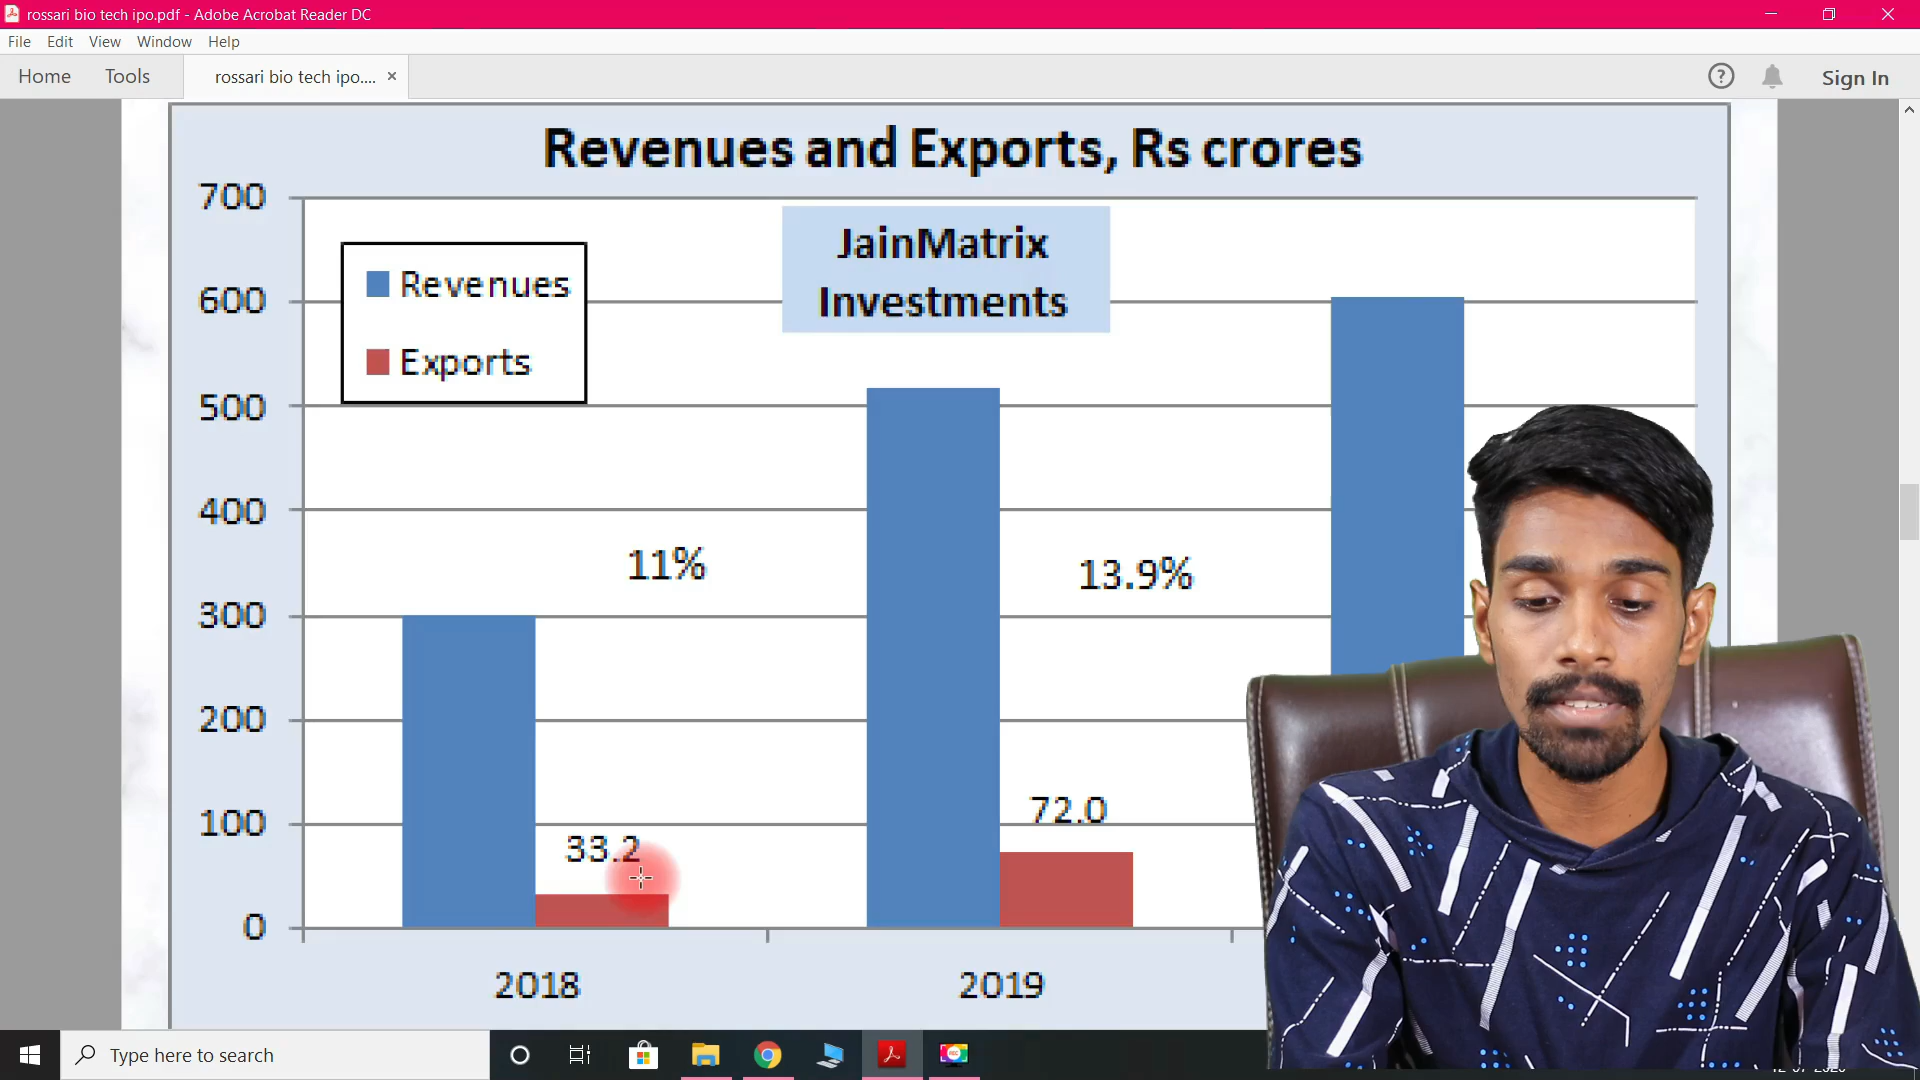 rossari bio tech ipo.pdf - Adobe Acrobat Reader DC
File Edit View Window Help
Home Tools rossari bio tech ipo.... × ? Sign In
Revenues and Exports, Rs crores
JainMatrix
Investments
Revenues
Exports
700
600
500
400
300
200
100
0
11%
13.9%
33.2
72.0
2018
2019
Type here to search